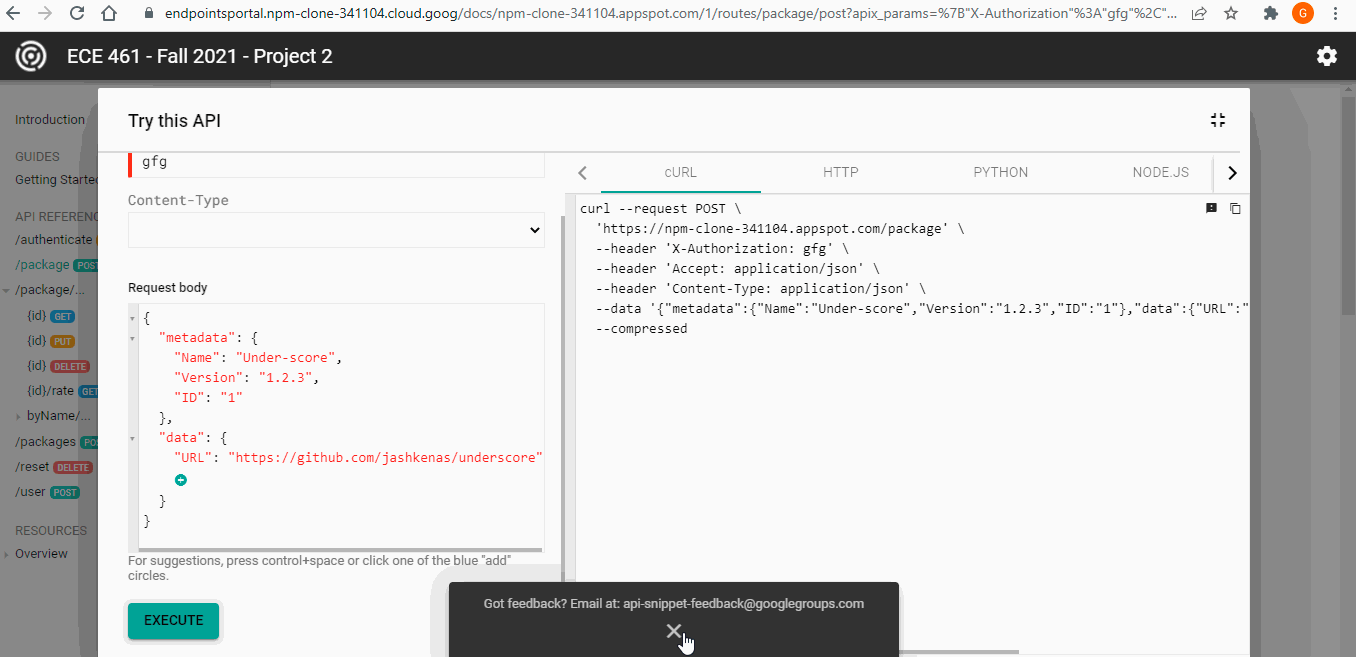 endpointsportal.npm-clone-341104.cloud.goog/docs/npm-clone-341104.appspot.com/1/routes/package/post?apix_params=%7B"X-Authorization"%3A"gfg"%2C"...
G
ECE 461 - Fall 2021 - Project 2
Introduction
GUIDES
Getting Started
API REFERENC
/authenticate
/package POST
/package/...
{id} GET
{id} PUT
{id} DELETE
{id}/rate GET
byName/...
/packages PO
/reset DELETE
/user POST
RESOURCES
Overview
Try this API
gfg
Content-Type
Request body
{
"metadata": {
"Name": "Under-score",
"Version": "1.2.3",
"ID": "1"
},
"data": {
"URL": "https://github.com/jashkenas/underscore"
}
}
For suggestions, press control+space or click one of the blue "add"
circles.
EXECUTE
cURL HTTP PYTHON NODE.JS
curl --request POST \
'https://npm-clone-341104.appspot.com/package' \
--header 'X-Authorization: gfg' \
--header 'Accept: application/json' \
--header 'Content-Type: application/json' \
--data '{"metadata":{"Name":"Under-score","Version":"1.2.3","ID":"1"},"data":{"URL":"
--compressed
Got feedback? Email at: api-snippet-feedback@googlegroups.com